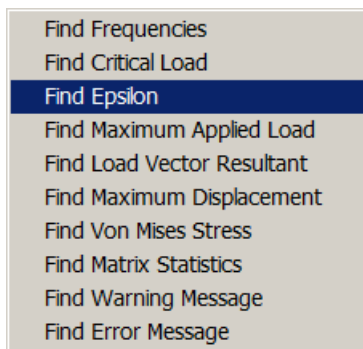 Find Frequencies
Find Critical Load
Find Epsilon
Find Maximum Applied Load
Find Load Vector Resultant
Find Maximum Displacement
Find Von Mises Stress
Find Matrix Statistics
Find Warning Message
Find Error Message